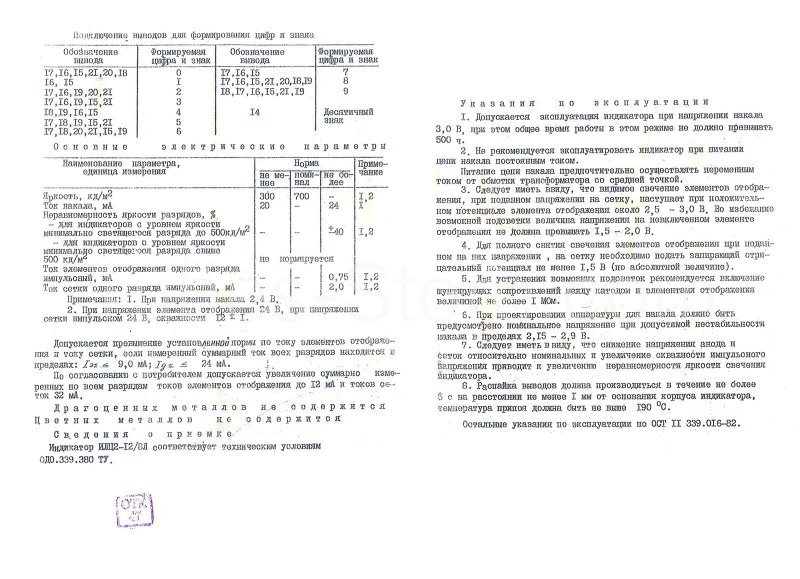 Подключение выводов для формирования цифр и знака
Обозначение вывода | Формируемая цифра и знак | Обозначение вывода | Формируемая цифра и знак
I7,I6,I5,2I,20,I8 | 0 | I7,I6,I5 | 7
I6, I5 | I | I7,I6,I5,2I,20,I8,I9 | 8
I7,I6,I9,20,2I | 2 | I8,I7,I6,I5,2I,I9 | 9
I7,I6,I9,I5,2I | 3
I8,I9,I6,I5 | 4 | I4 | Десятичный знак
I7,I8,I9,I5,2I | 5
I7,I8,20,2I,I5,I9 | 6
Основные электрические параметры
Наименование параметра, единица измерения | Норма | Примечание
не менее | номинал | не более
Яркость, кд/м² | 300 | 700 | – | I,2
Ток накала, мА | 20 | – | 24 | I
Неравномерность яркости разрядов, %
– для индикаторов с уровнем яркости
минимально светящегося разряда до 500кд/м² | – | – | ±40 | I,2
– для индикаторов с уровнем яркости
минимально светящегося разряда свыше
500 кд/м² | не нормируется
Ток элементов отображения одного разряда
импульсный, мА | – | – | 0,75 | I,2
Ток сетки одного разряда импульсный, мА | – | – | 2,0 | I,2
Примечания: I. При напряжении накала 2,4 В.
2. При напряжении элемента отображения 24 В, при напряжении
сетки импульсном 24 В, скважности I2 ± I.
Допускается превышение установленной нормы по току элементов отображе-
ния и току сетки, если измеренный суммарный ток всех разрядов находится в
пределах: ≤ 9,0 мА; ≤ 24 мА.
По согласованию с потребителем допускается увеличение суммарно изме-
ренных по всем разрядам токов элементов отображения до I2 мА и токов се-
ток 32 мА.
Драгоценных металлов не содержится
Цветных металлов не содержится
Сведения о приемке
Индикатор ИЛЦ2-I2/8Л соответствует техническим условиям
ОД0.339.380 ТУ.
ОТК
Указания по эксплуатации
I. Допускается эксплуатация индикатора при напряжении накала
3,0 В, при этом общее время работы в этом режиме не должно превышать
500 ч.
2. Не рекомендуется эксплуатировать индикатор при питании
цепи накала постоянным током.
Питание цепи накала предпочтительно осуществлять переменным
током от обмотки трансформатора со средней точкой.
3. Следует иметь ввиду, что видимое свечение элементов отобра-
жения, при поданном напряжении на сетку, наступает при положитель-
ном потенциале элемента отображения около 2,5 – 3,0 В. Во избежание
возможной подсветки величина напряжения на невключенном элементе
отображения не должна превышать I,5 – 2,0 В.
4. Для полного снятия свечения элементов отображения при подан-
ном на них напряжении , на сетку необходимо подать запирающий отри-
цательный потенциал не менее I,5 В (по абсолютной величине).
5. Для устранения возможных подсветок рекомендуется включение
шунтирующих сопротивлений между катодом и элементами отображения
величиной не более I МОм.
6. При проектировании аппаратуры для накала должно быть
предусмотрено номинальное напряжение при допустимой нестабильности
накала в пределах 2,I5 – 2,9 В.
7. Следует иметь в виду, что снижение напряжения анода и
сеток относительно номинальных и увеличение скважности импульсного
напряжения приводит к увеличению неравномерности яркости свечения
индикатора.
8. Распайка выводов должна производиться в течение не более
5 с на расстоянии не менее I мм от основания корпуса индикатора,
температура припоя должна быть не выше I90 °С.
Остальные указания по эксплуатации по ОСТ II 339.0I6-82.